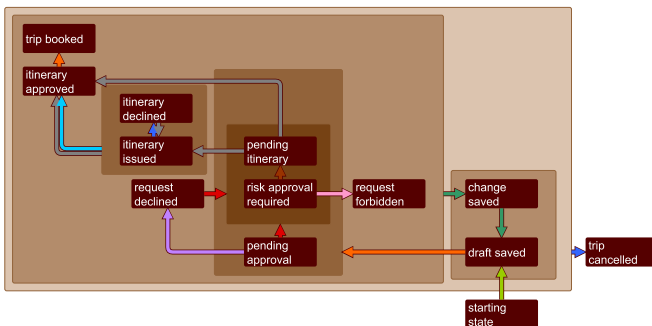 trip booked
itinerary
approved
itinerary
declined
itinerary
issued
pending
itinerary
request
declined
risk approval
required
request
forbidden
change
saved
pending
approval
draft saved
trip
cancelled
starting
state